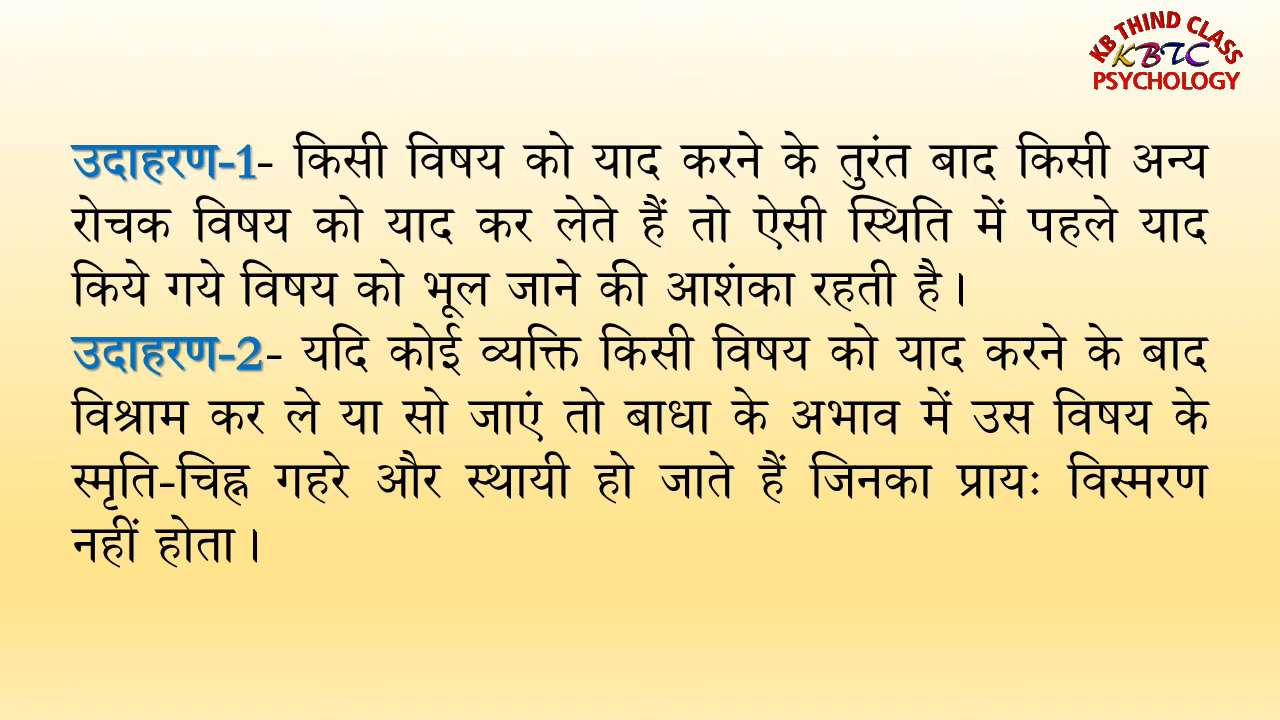 KB THIND CLASS
KBTC
PSYCHOLOGY
उदाहरण-1- किसी विषय को याद करने के तुरंत बाद किसी अन्य
रोचक विषय को याद कर लेते हैं तो ऐसी स्थिति में पहले याद
किये गये विषय को भूल जाने की आशंका रहती है।
उदाहरण-2- यदि कोई व्यक्ति किसी विषय को याद करने के बाद
विश्राम कर ले या सो जाएं तो बाधा के अभाव में उस विषय के
स्मृति-चिह्न गहरे और स्थायी हो जाते हैं जिनका प्रायः विस्मरण
नहीं होता।